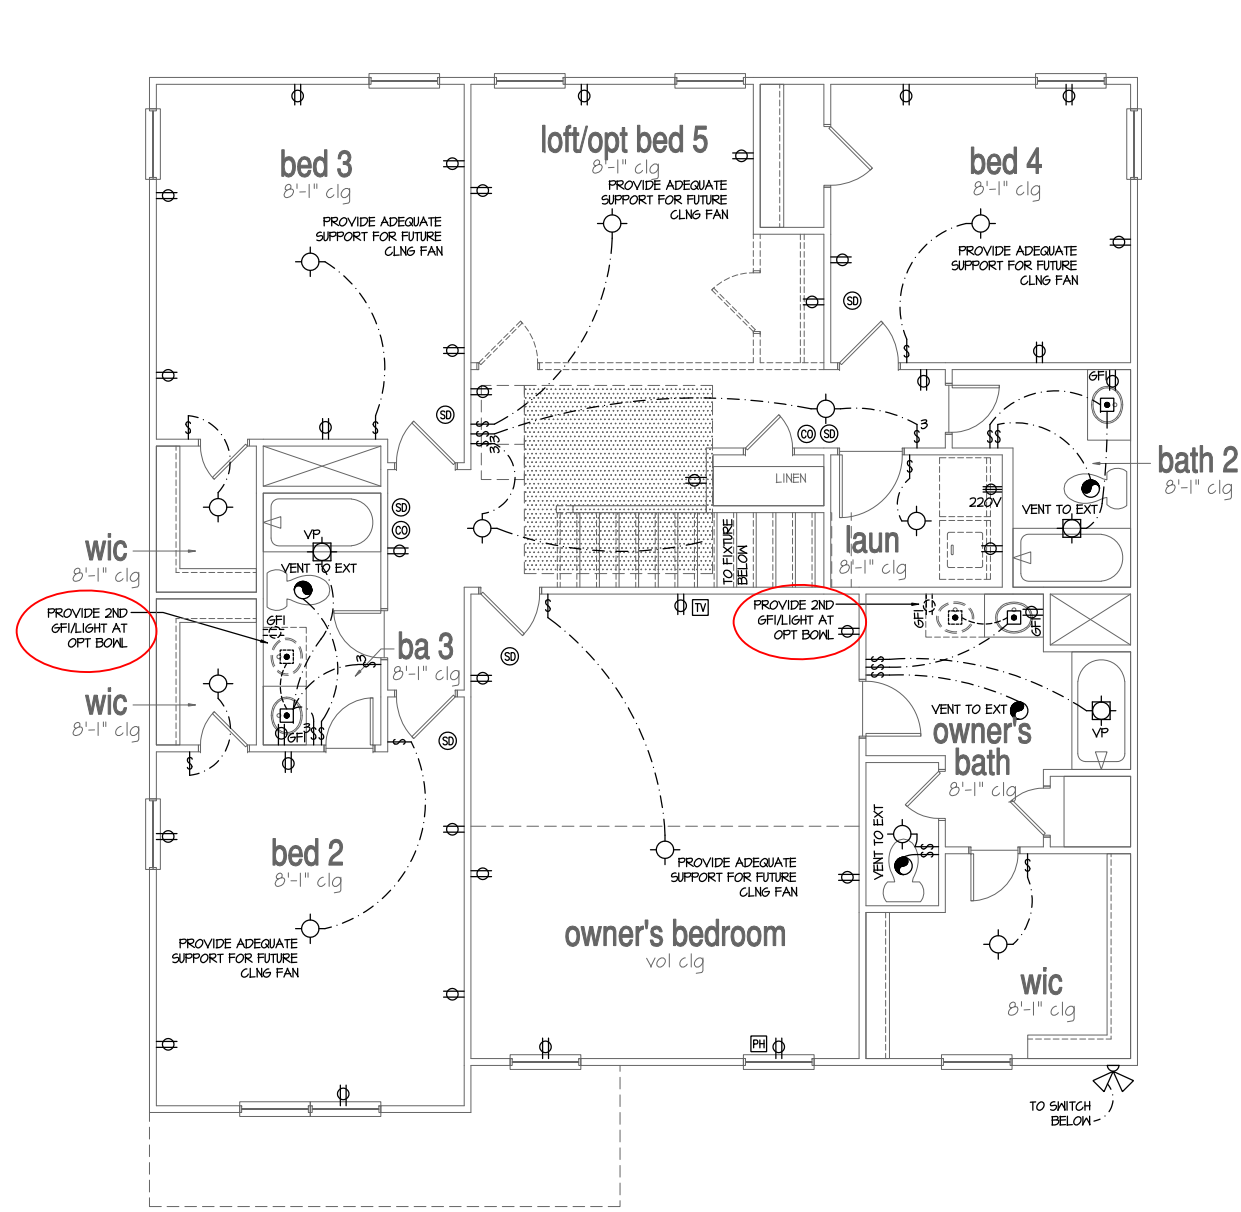 bed 3
8'-1" clg
PROVIDE ADEQUATE
SUPPORT FOR FUTURE
CLNG FAN
loft/opt bed 5
8'-1" clg
PROVIDE ADEQUATE
SUPPORT FOR FUTURE
CLNG FAN
bed 4
8'-1" clg
PROVIDE ADEQUATE
SUPPORT FOR FUTURE
CLNG FAN
SD
$
$
$
SD
$
$
$
3
3
CO SD
3
$
$
GFI
$$
bath 2
8'-1" clg
VENT TO EXT
LINEN
220V
laun
8'-1" clg
TO FIXTURE
BELOW
SD
CO
wic
8'-1" clg
VP
VENT TO EXT
PROVIDE 2ND
GFI/LIGHT AT
OPT BOWL
GFI
ba 3
8'-1" clg
3
$
wic
8'-1" clg
3
$$
GFI
$
$
SD
SD
$
TV
PROVIDE 2ND
GFI/LIGHT AT
OPT BOWL
GFI
GFI
$
$
$
VENT TO EXT
VP
owner's
bath
8'-1" clg
VENT TO EXT
$$
$
bed 2
8'-1" clg
PROVIDE ADEQUATE
SUPPORT FOR FUTURE
CLNG FAN
PROVIDE ADEQUATE
SUPPORT FOR FUTURE
CLNG FAN
owner's bedroom
vol clg
wic
8'-1" clg
PH
TO SWITCH
BELOW